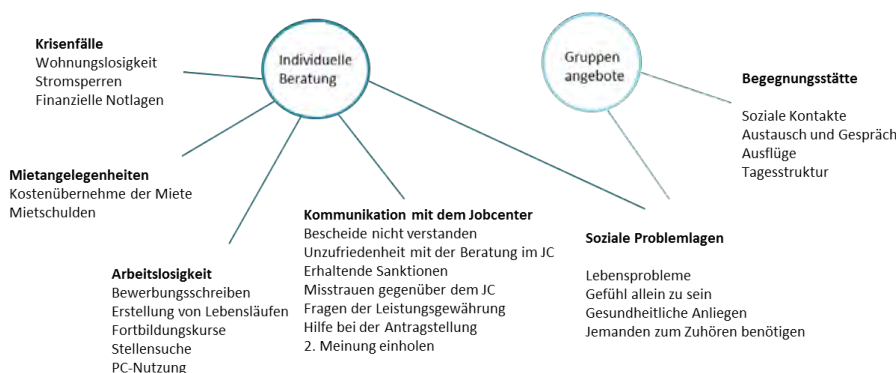 Individuelle
Beratung
Gruppen
angebote
Krisenfälle
Wohnungslosigkeit
Stromsperren
Finanzielle Notlagen
Begegnungsstätte
Soziale Kontakte
Austausch und Gespräch
Ausflüge
Tagesstruktur
Mietangelegenheiten
Kostenübernehme der Miete
Mietschulden
Arbeitslosigkeit
Bewerbungsschreiben
Erstellung von Lebensläufen
Fortbildungskurse
Stellensuche
PC-Nutzung
Kommunikation mit dem Jobcenter
Bescheide nicht verstanden
Unzufriedenheit mit der Beratung im JC
Erhaltende Sanktionen
Misstrauen gegenüber dem JC
Fragen der Leistungsgewährung
Hilfe bei der Antragstellung
2. Meinung einholen
Soziale Problemlagen
Lebensprobleme
Gefühl allein zu sein
Gesundheitliche Anliegen
Jemanden zum Zuhören benötigen